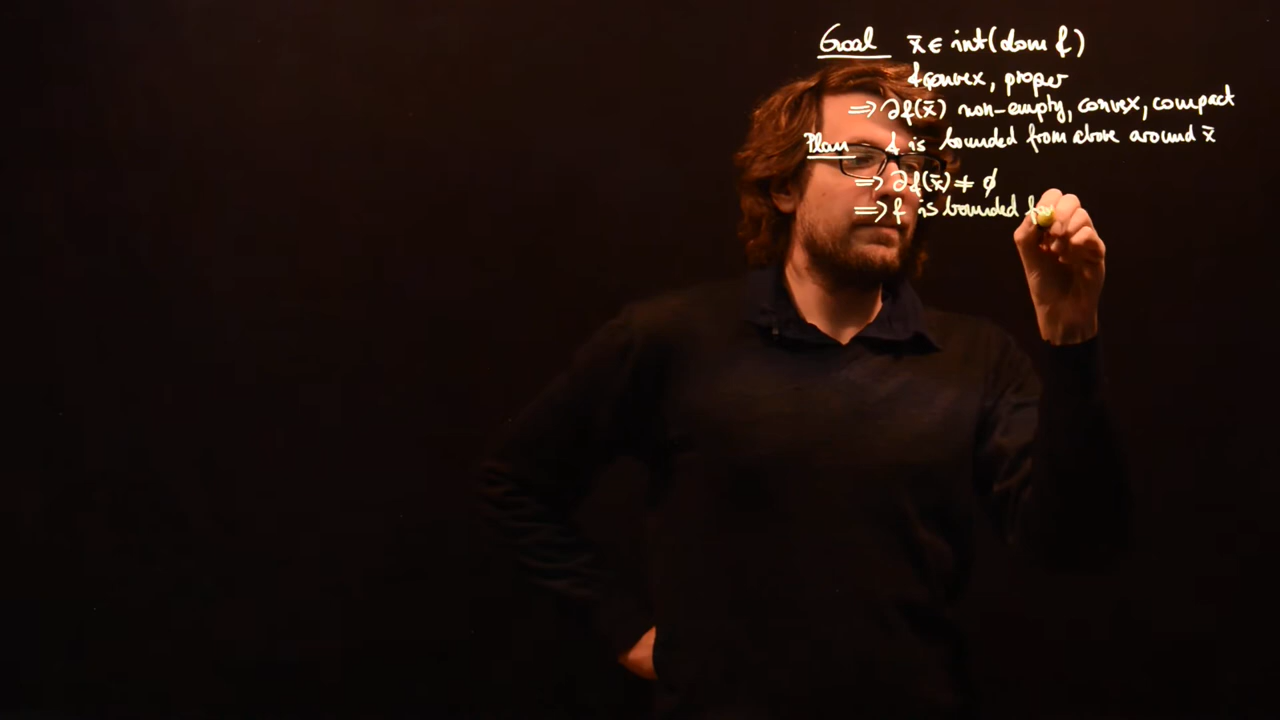 Goal x̄ ∈ int(dom f)
f convex, proper
⟹ ∂f(x̄) non-empty, convex, compact
Plan f is bounded from above around x̄
⟹ ∂f(x̄) ≠ ∅
⟹ f is bounded